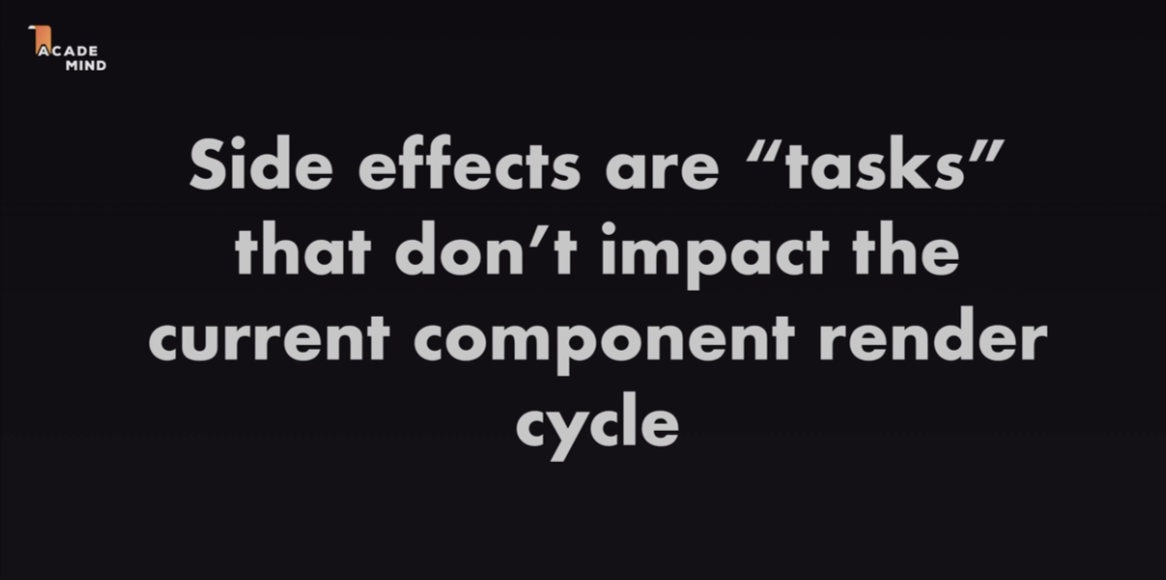 ACADE
MIND
Side effects are “tasks”
that don’t impact the
current component render
cycle